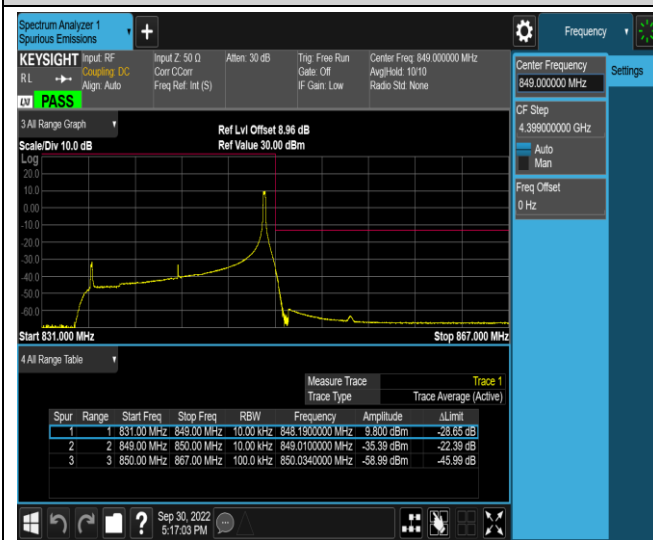 Spectrum Analyzer 1
Spurious Emissions
+
Frequency
KEYSIGHT
RL
LXI PASS
Input: RF
Coupling: DC
Align: Auto
Input Z: 50 Ω
Corr CCorr
Freq Ref: Int (S)
Atten: 30 dB
Trig: Free Run
Gate: Off
IF Gain: Low
Center Freq: 849.000000 MHz
Avg|Hold: 10/10
Radio Std: None
Center Frequency
849.000000 MHz
Settings
CF Step
4.399000000 GHz
Auto
Man
Freq Offset
0 Hz
3 All Range Graph
Scale/Div 10.0 dB
Ref Lvl Offset 8.96 dB
Ref Value 30.00 dBm
Log
20.0
10.0
0.00
-10.0
-20.0
-30.0
-40.0
-50.0
-60.0
Start 831.000 MHz
Stop 867.000 MHz
4 All Range Table
Measure Trace Trace 1
Trace Type Trace Average (Active)
Spur Range Start Freq Stop Freq RBW Frequency Amplitude ΔLimit
1 1 831.00 MHz 849.00 MHz 10.00 kHz 848.1900000 MHz 9.800 dBm -28.65 dB
2 2 849.00 MHz 850.00 MHz 10.00 kHz 849.0100000 MHz -35.39 dBm -22.39 dB
3 3 850.00 MHz 867.00 MHz 100.0 kHz 850.0340000 MHz -58.99 dBm -45.99 dB
?
Sep 30, 2022
5:17:03 PM